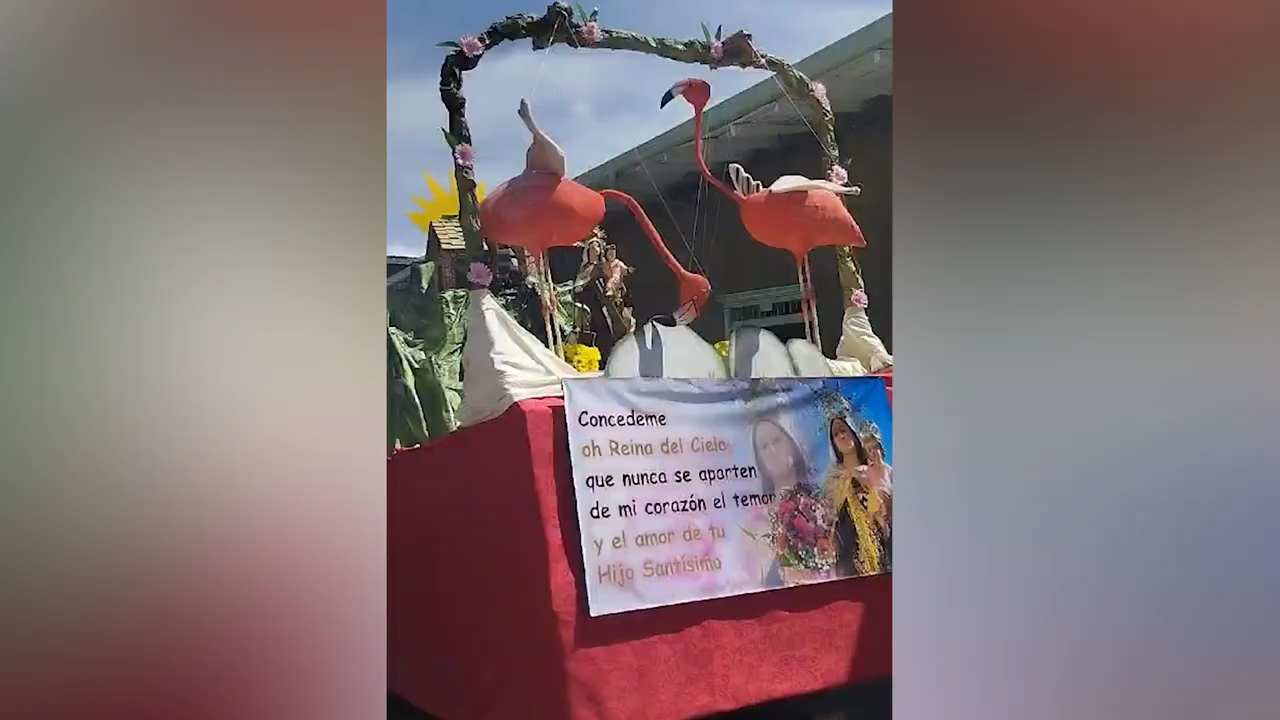 Concedeme
oh Reina del Cielo
que nunca se aparten
de mi corazón el temor
y el amor de tu
Hijo Santísimo